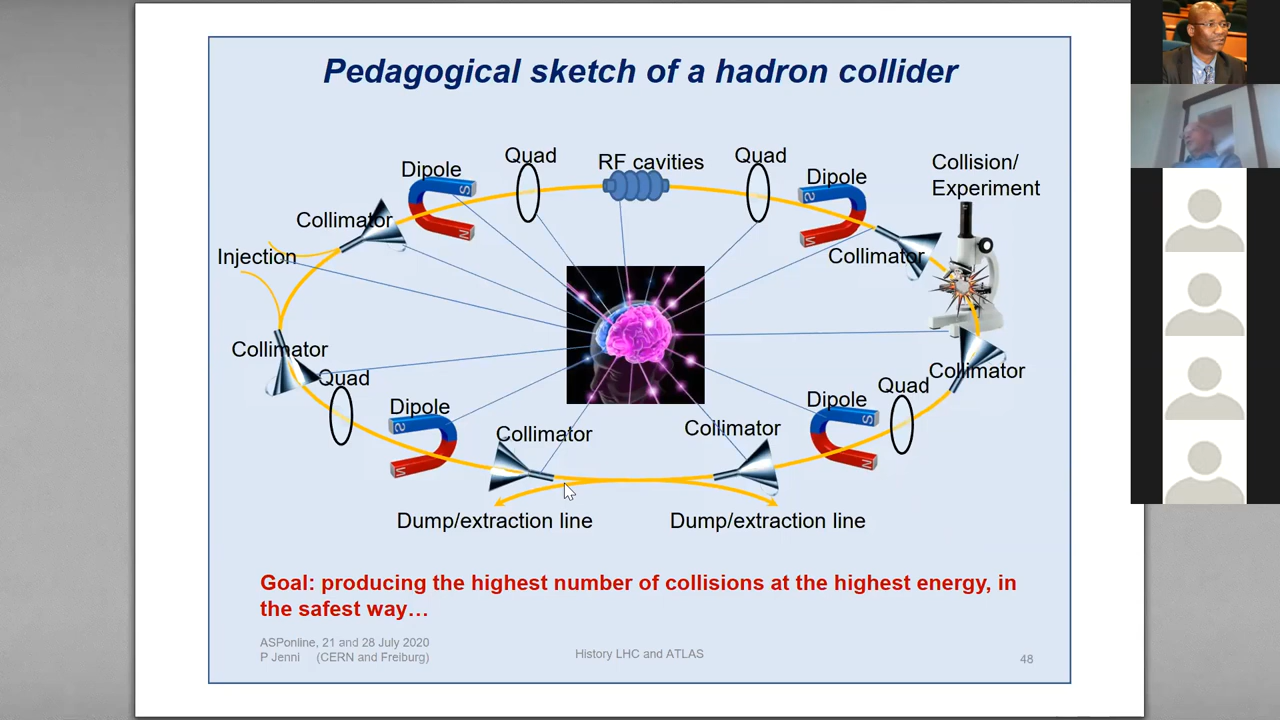 Pedagogical sketch of a hadron collider
Dipole
Quad
RF cavities
Quad
Dipole
Collision/
Experiment
Collimator
Injection
Collimator
Collimator
Quad
Dipole
Collimator
Collimator
Dipole
Quad
Collimator
Dump/extraction line
Dump/extraction line
Goal: producing the highest number of collisions at the highest energy, in
the safest way…
ASPonline, 21 and 28 July 2020
P Jenni (CERN and Freiburg)
History LHC and ATLAS
48
S
N
S
N
S
N
S
N